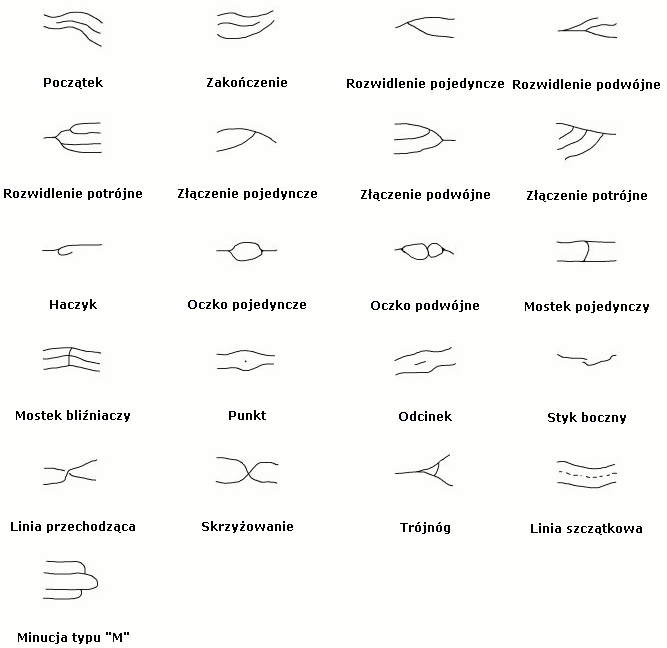 Początek
Zakończenie
Rozwidlenie pojedyncze
Rozwidlenie podwójne
Rozwidlenie potrójne
Złączenie pojedyncze
Złączenie podwójne
Złączenie potrójne
Haczyk
Oczko pojedyncze
Oczko podwójne
Mostek pojedynczy
Mostek bliźniaczy
Punkt
Odcinek
Styk boczny
Linia przechodząca
Skrzyżowanie
Trójnóg
Linia szczątkowa
Minucja typu "M"